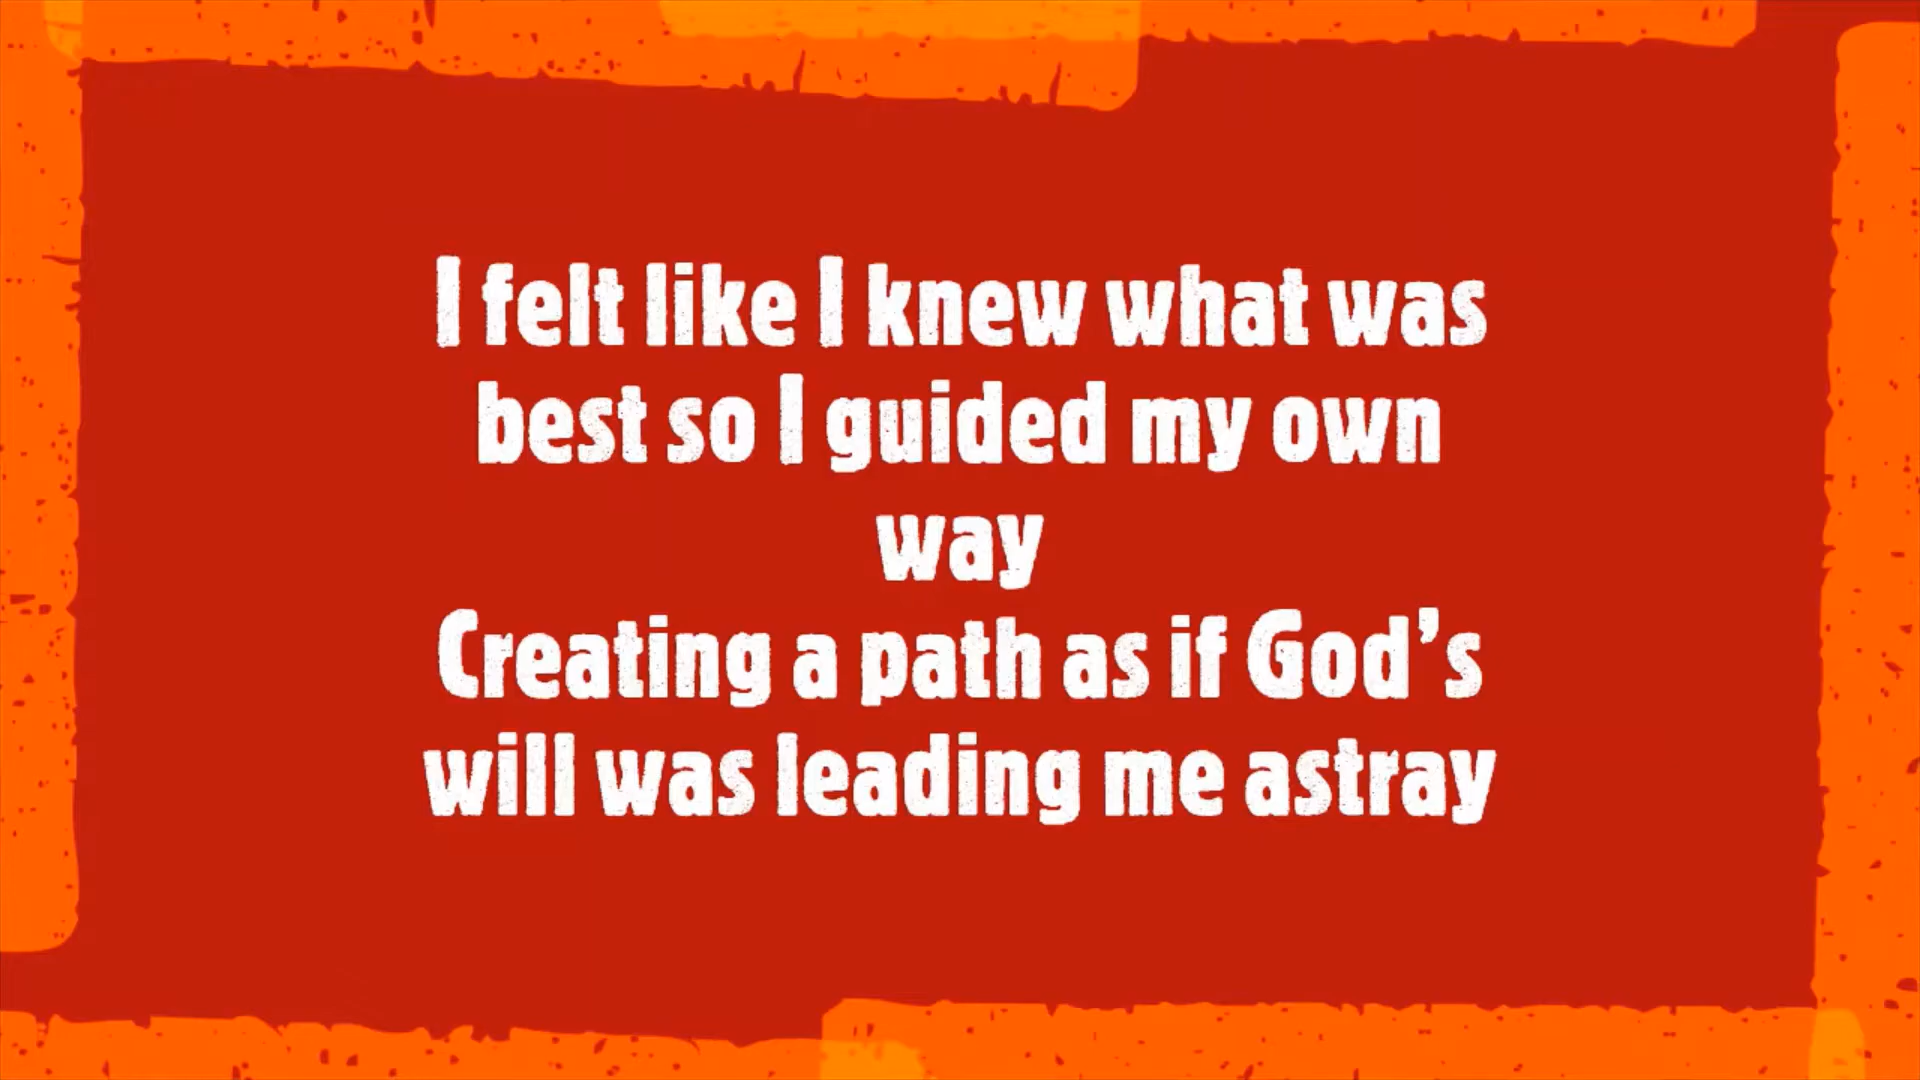 I felt like I knew what was
best so I guided my own
way
Creating a path as if God’s
will was leading me astray